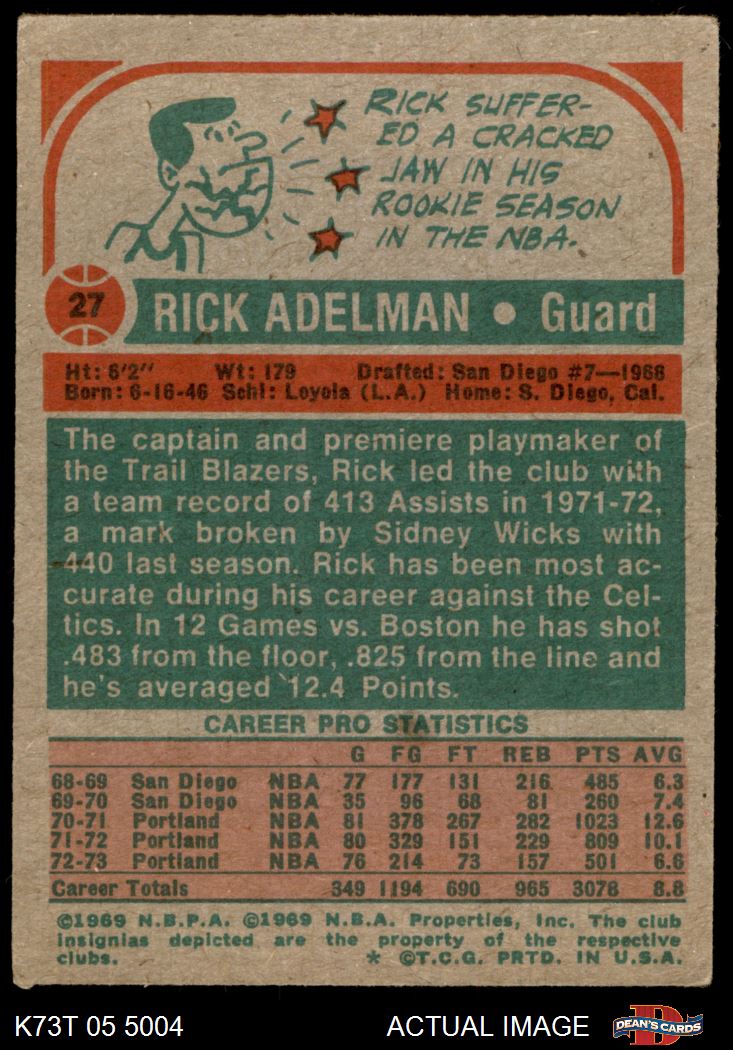 RICK SUFFER-
ED A CRACKED
JAW IN HIS
ROOKIE SEASON
IN THE NBA.
27 RICK ADELMAN • Guard
Ht: 6'2" Wt: 179 Drafted: San Diego #7—1968
Born: 6-16-46 Schl: Loyola (L.A.) Home: S. Diego, Cal.
The captain and premiere playmaker of
the Trail Blazers, Rick led the club with
a team record of 413 Assists in 1971-72,
a mark broken by Sidney Wicks with
440 last season. Rick has been most ac-
curate during his career against the Cel-
tics. In 12 Games vs. Boston he has shot
.483 from the floor, .825 from the line and
he's averaged 12.4 Points.
CAREER PRO STATISTICS
G FG FT REB PTS AVG
68-69 San Diego NBA 77 177 131 216 485 6.3
69-70 San Diego NBA 35 96 68 81 260 7.4
70-71 Portland NBA 81 378 267 282 1023 12.6
71-72 Portland NBA 80 329 151 229 809 10.1
72-73 Portland NBA 76 214 73 157 501 6.6
Career Totals 349 1194 690 965 3078 8.8
©1969 N.B.P.A. ©1969 N.B.A. Properties, Inc. The club
insignias depicted are the property of the respective
clubs. * ©T.C.G. PRTD. IN U.S.A.
K73T 05 5004 ACTUAL IMAGE D DEAN'S CARDS